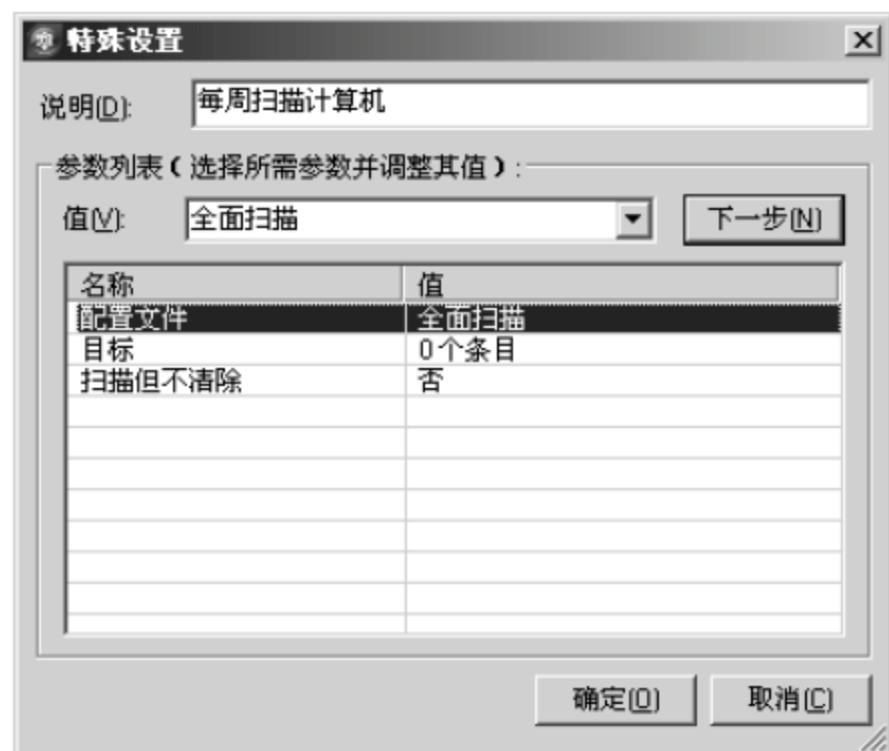 特殊设置
说明(D):
每周扫描计算机
参数列表(选择所需参数并调整其值):
值(V):
全面扫描
下一步(N)
名称
值
配置文件
全面扫描
目标
0个条目
扫描但不清除
否
确定(O)
取消(C)